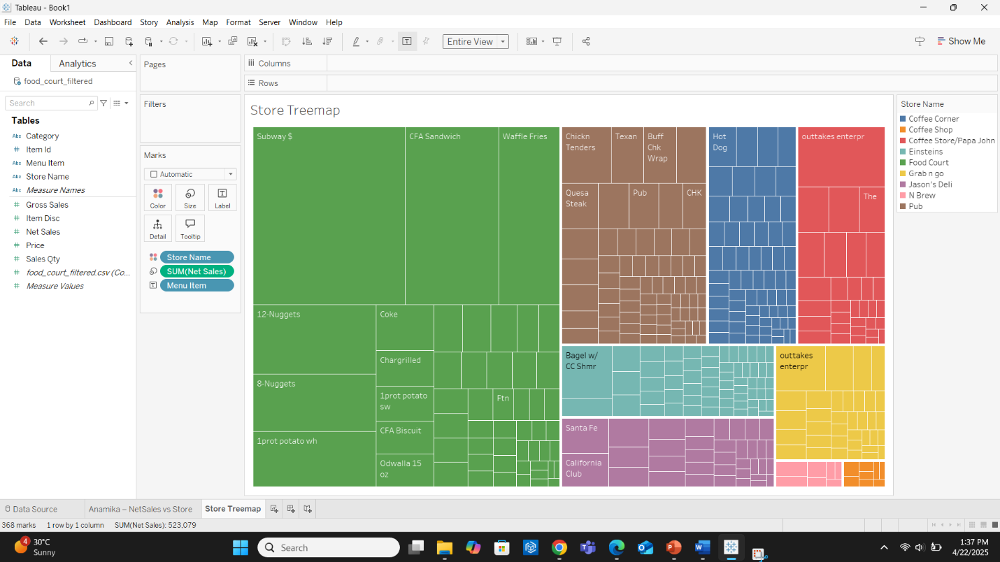 Tableau - Book1
File Data Worksheet Dashboard Story Analysis Map Format Server Window Help
Entire View
Show Me
Data
Analytics
food_court_filtered
Search
Tables
Abc Category
# Item Id
Abc Menu Item
Abc Store Name
Abc Measure Names
# Gross Sales
# Item Disc
# Net Sales
# Price
# Sales Qty
# food_court_filtered.csv (Co...
# Measure Values
Pages
Filters
Marks
Automatic
Color
Size
Label
Detail
Tooltip
Store Name
SUM(Net Sales)
Menu Item
Columns
Rows
Store Treemap
Subway $
CFA Sandwich
Waffle Fries
12-Nuggets
8-Nuggets
1prot potato wh
Coke
Chargrilled
1prot potato
sw
CFA Biscuit
Odwalla 15
oz
Ftn
Chickn
Tenders
Texan
Buff
Chk
Wrap
Quesa
Steak
Pub
CHK
Hot
Dog
outtakes enterpr
The
Bagel w/
CC Shmr
Santa Fe
California
Club
outtakes
enterpr
Store Name
Coffee Corner
Coffee Shop
Coffee Store/Papa John
Einsteins
Food Court
Grab n go
Jason's Deli
N Brew
Pub
Data Source
Anamika – NetSales vs Store
Store Treemap
368 marks 1 row by 1 column SUM(Net Sales): 523,079
4
30°C
Sunny
Search
1:37 PM
4/22/2025